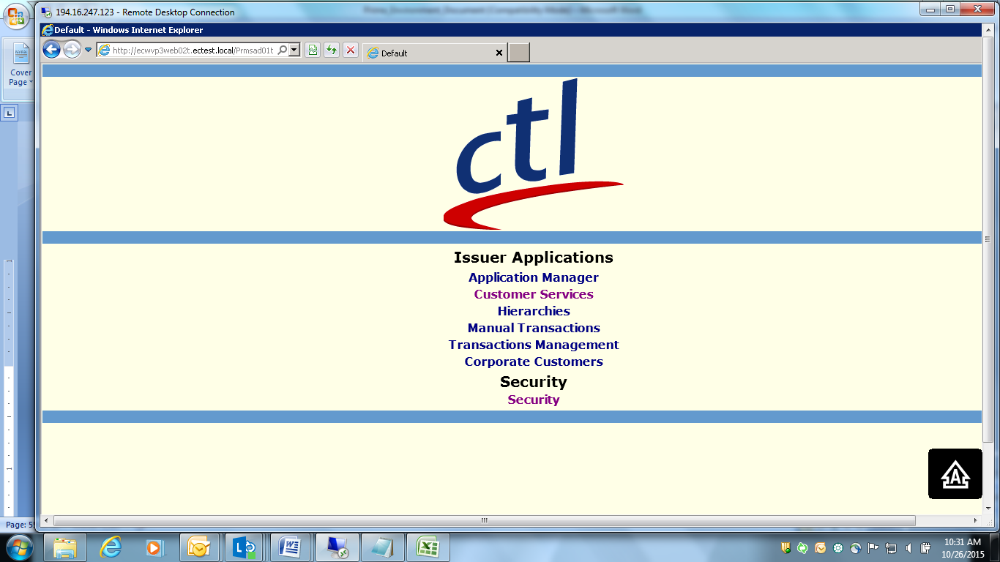 194.16.247.123 - Remote Desktop Connection
Default - Windows Internet Explorer
http://ecwvp3web02t.ectest.local/Prmsad01t
Default
Cover
Page
L
ctl
Issuer Applications
Application Manager
Customer Services
Hierarchies
Manual Transactions
Transactions Management
Corporate Customers
Security
Security
A
Page: 55
10:31 AM
10/26/2015